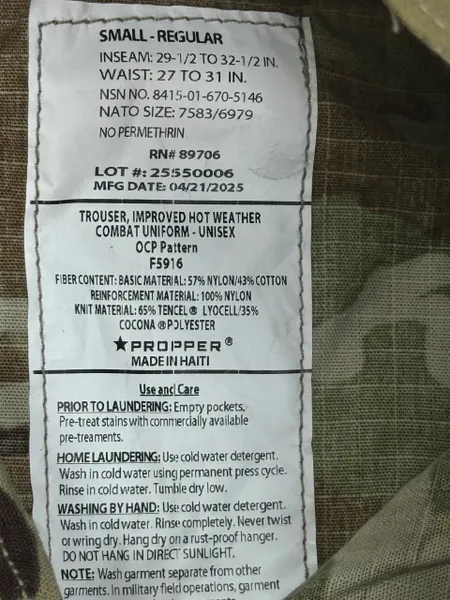 SMALL - REGULAR
INSEAM: 29-1/2 TO 32-1/2 IN.
WAIST: 27 TO 31 IN.
NSN NO. 8415-01-670-5146
NATO SIZE: 7583/6979
NO PERMETHRIN
RN# 89706
LOT #: 25550006
MFG DATE: 04/21/2025
TROUSER, IMPROVED HOT WEATHER
COMBAT UNIFORM - UNISEX
OCP Pattern
F5916
FIBER CONTENT: BASIC MATERIAL: 57% NYLON/43% COTTON
REINFORCEMENT MATERIAL: 100% NYLON
KNIT MATERIAL: 65% TENCEL® LYOCELL/35%
COCONA ® POLYESTER
★PROPPER®
MADE IN HAITI
Use and Care
PRIOR TO LAUNDERING: Empty pockets.
Pre-treat stains with commercially available
pre-treaments.
HOME LAUNDERING: Use cold water detergent.
Wash in cold water using permanent press cycle.
Rinse in cold water. Tumble dry low.
WASHING BY HAND: Use cold water detergent.
Wash in cold water. Rinse completely. Never twist
or wring dry. Hang dry on a rust-proof hanger.
DO NOT HANG IN DIRECT SUNLIGHT.
NOTE: Wash garment separate from other
garments. In military field operations, garment